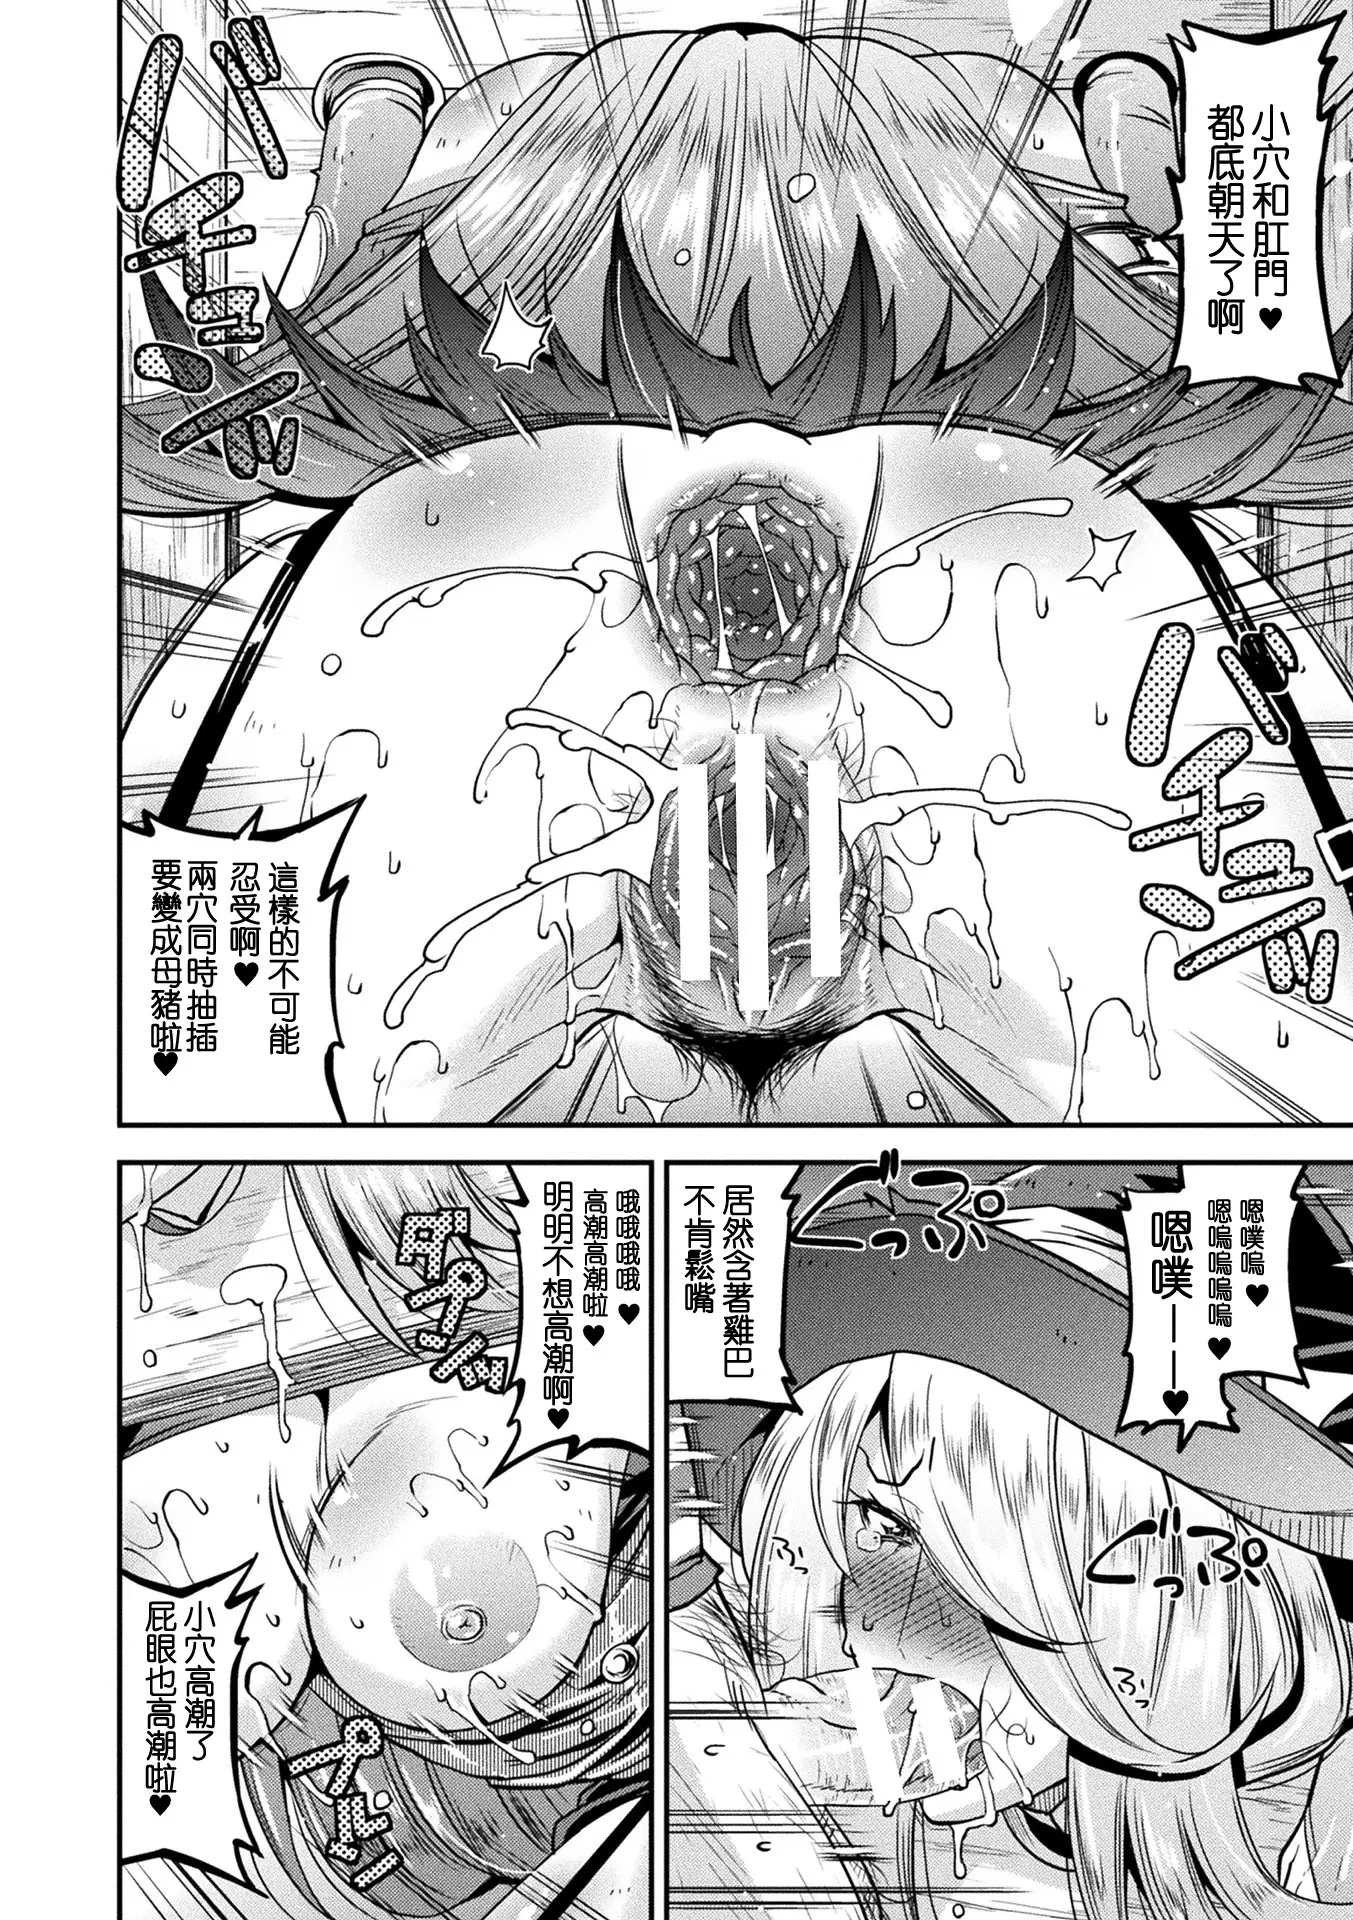 小穴和肛門♥
都底朝天了啊
バチュンッ
バチュンッ
這樣的不可能
忍受啊♥
兩穴同時抽插
要變成母豬啦♥
嗯噗嗚♥
嗯嗚嗚嗚嗚♥
嗯噗——♥
ぐっぷ
居然含著雞巴
不肯鬆嘴
ぐっぷ
哦哦哦哦♥
高潮高潮啦♥
明明不想高潮啊♥
小穴高潮了
屁眼也高潮啦♥